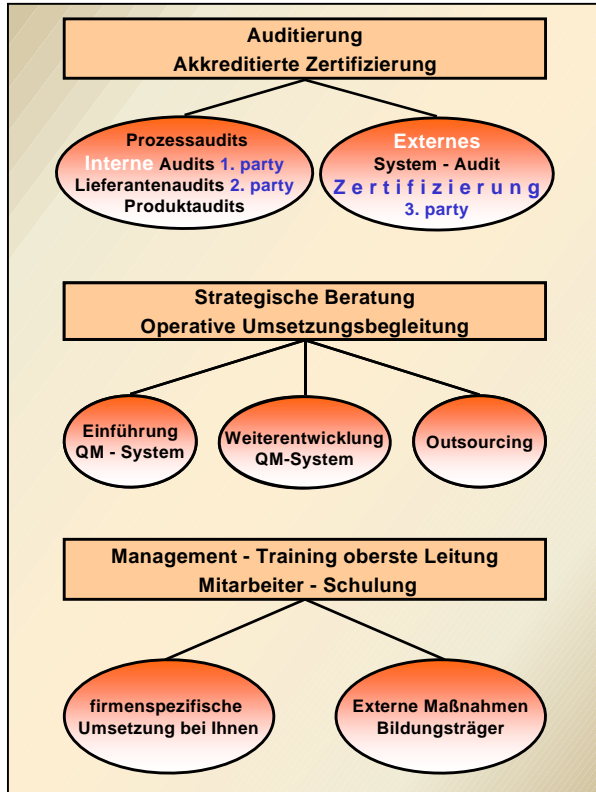 Auditierung
Akkreditierte Zertifizierung
Prozessaudits
Interne Audits 1. party
Lieferantenaudits 2. party
Produktaudits
Externes
System - Audit
Zertifizierung
3. party
Strategische Beratung
Operative Umsetzungsbegleitung
Einführung
QM - System
Weiterentwicklung
QM-System
Outsourcing
Management - Training oberste Leitung
Mitarbeiter - Schulung
firmenspezifische
Umsetzung bei Ihnen
Externe Maßnahmen
Bildungsträger